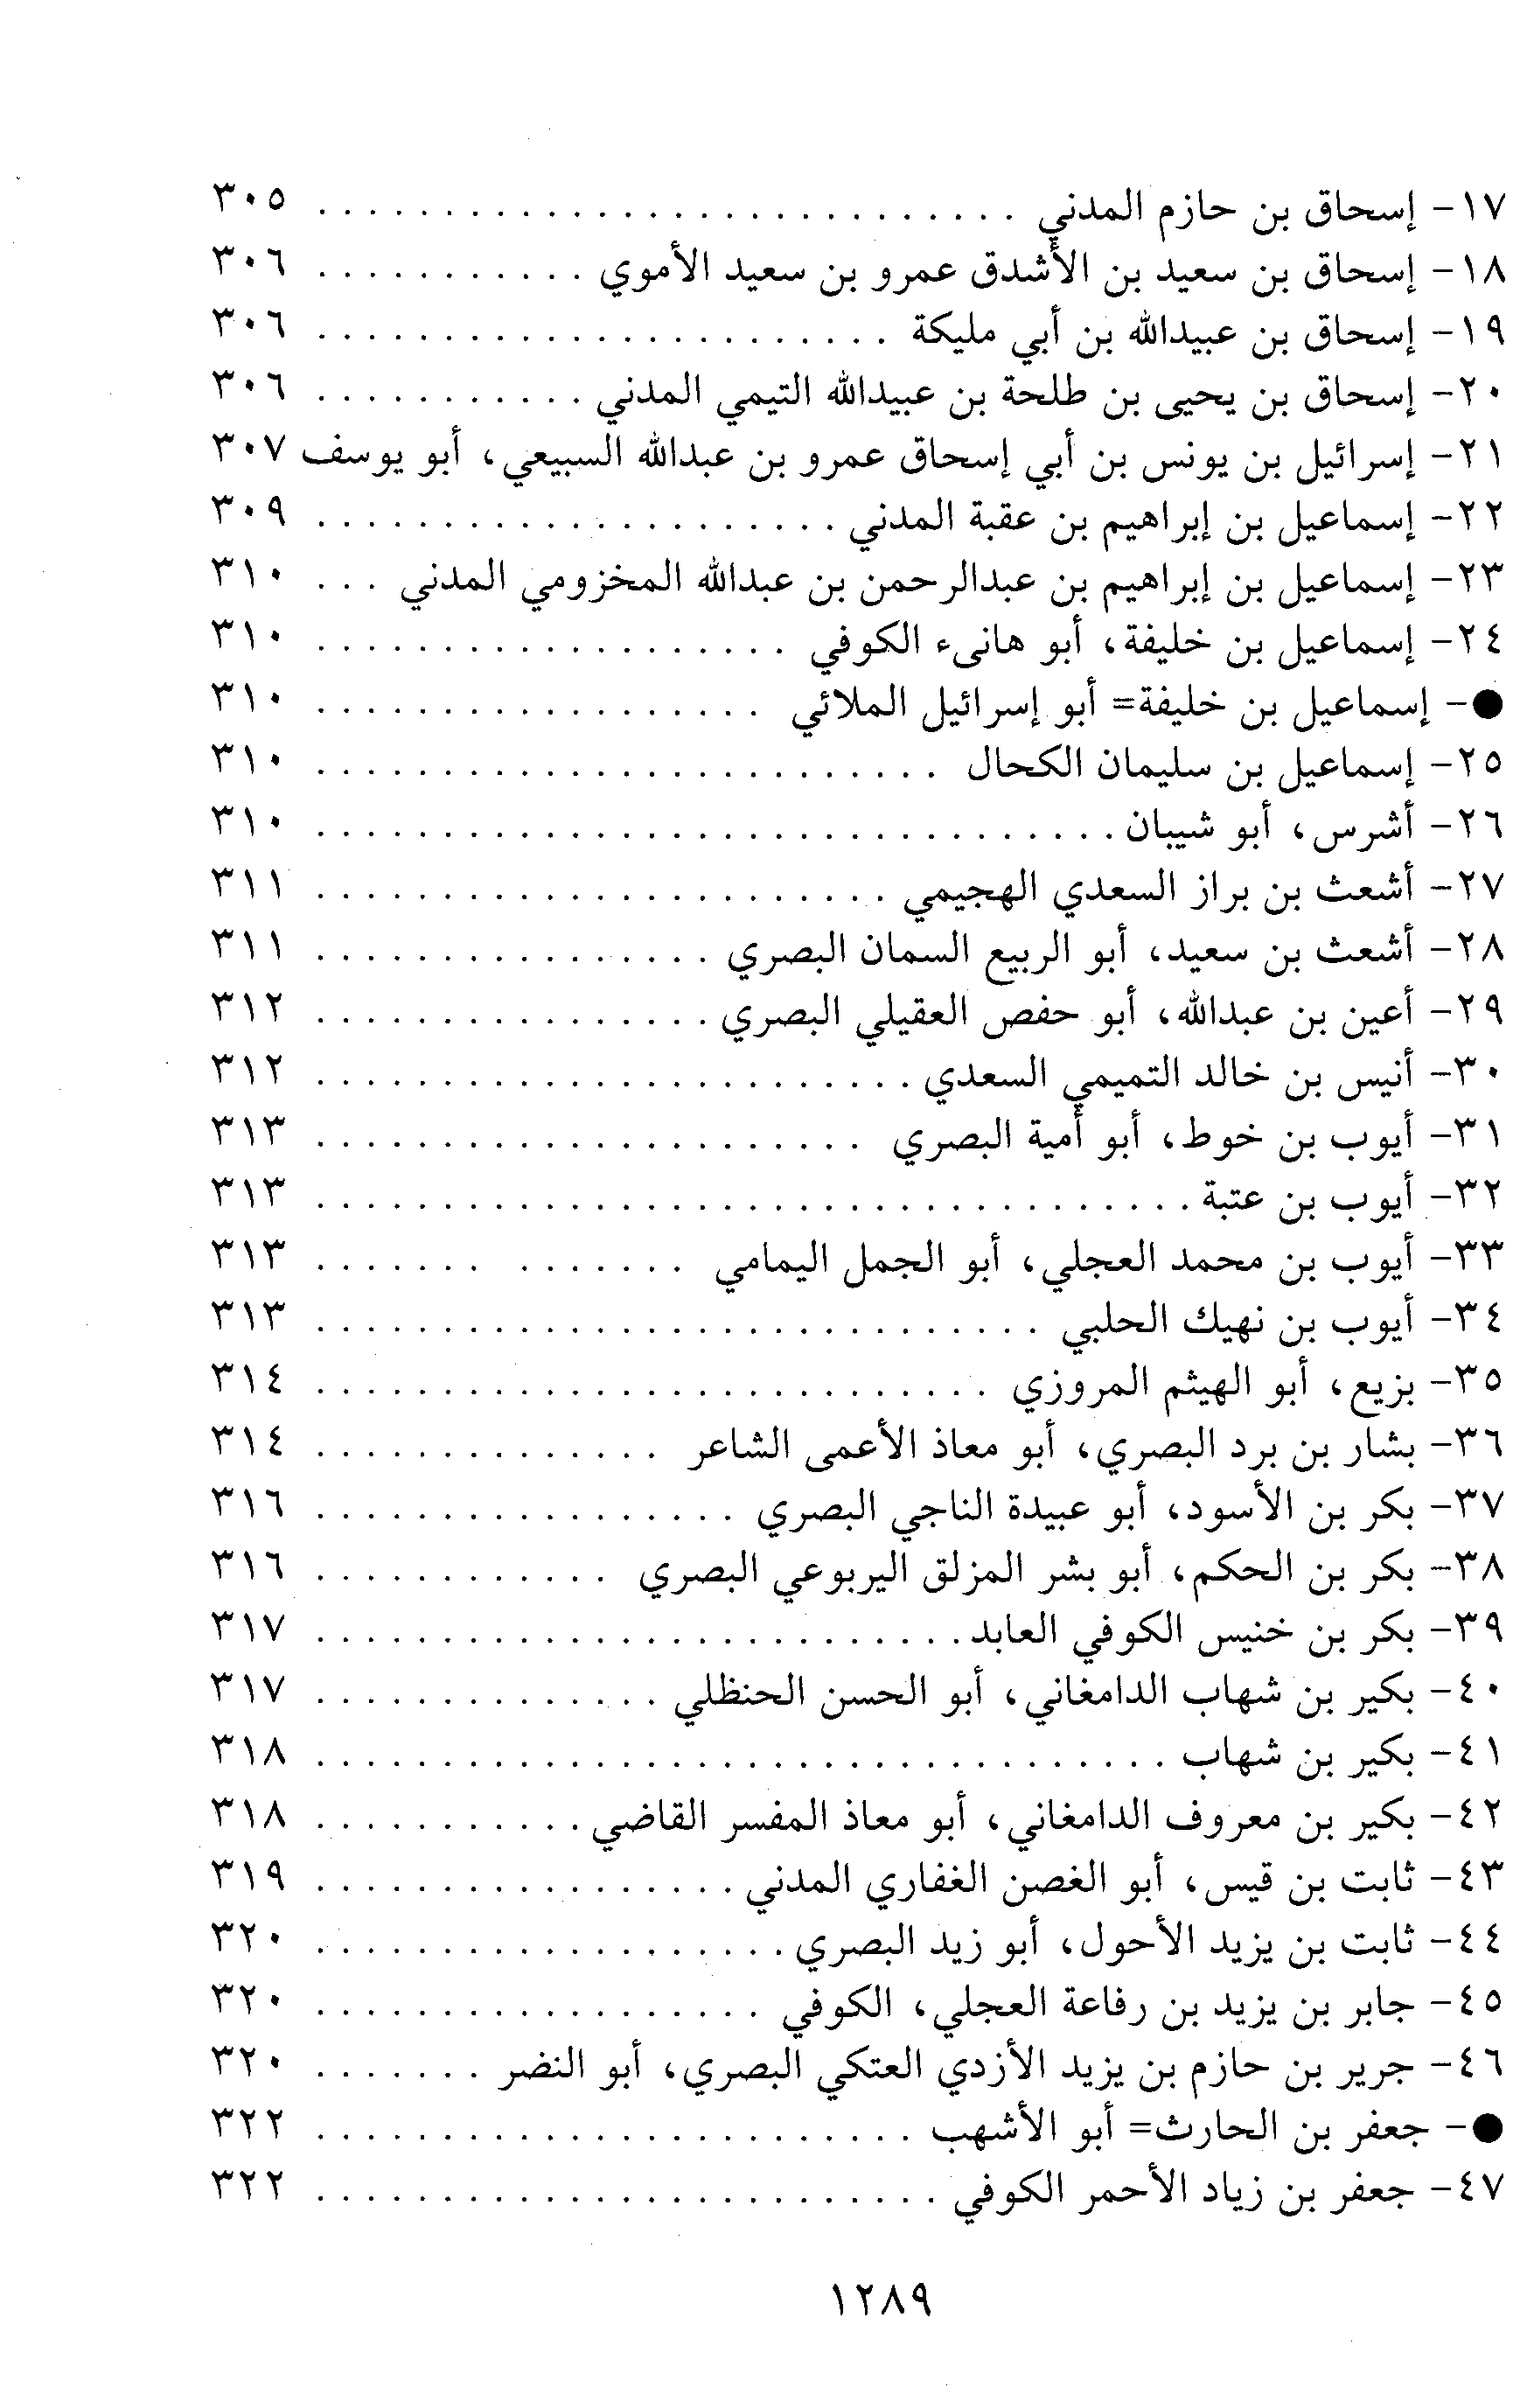 ١٧- إسحاق بن حازم المدني . . . . . . . . . . . . . . . . . . . . . . . . . . . . ٣٠٥
١٨- إسحاق بن سعيد بن الأشدق عمرو بن سعيد الأموي . . . . . . . . . . . ٣٠٦
١٩- إسحاق بن عبيدالله بن أبي مليكة . . . . . . . . . . . . . . . . . . . . . . . ٣٠٦
٢٠- إسحاق بن يحيى بن طلحة بن عبيدالله التيمي المدني . . . . . . . . . . . ٣٠٦
٢١- إسرائيل بن يونس بن أبي إسحاق عمرو بن عبدالله السبيعي، أبو يوسف ٣٠٧
٢٢- إسماعيل بن إبراهيم بن عقبة المدني . . . . . . . . . . . . . . . . . . . . . ٣٠٩
٢٣- إسماعيل بن إبراهيم بن عبدالرحمن بن عبدالله المخزومي المدني . . . ٣١٠
٢٤- إسماعيل بن خليفة، أبو هانىء الكوفي . . . . . . . . . . . . . . . . . . . ٣١٠
●- إسماعيل بن خليفة= أبو إسرائيل الملائي . . . . . . . . . . . . . . . . . . ٣١٠
٢٥- إسماعيل بن سليمان الكحال . . . . . . . . . . . . . . . . . . . . . . . . . ٣١٠
٢٦- أشرس، أبو شيبان . . . . . . . . . . . . . . . . . . . . . . . . . . . . . . . . ٣١٠
٢٧- أشعث بن براز السعدي الهجيمي . . . . . . . . . . . . . . . . . . . . . . . ٣١١
٢٨- أشعث بن سعيد، أبو الربيع السمان البصري . . . . . . . . . . . . . . . . ٣١١
٢٩- أعين بن عبدالله، أبو حفص العقيلي البصري . . . . . . . . . . . . . . . . ٣١٢
٣٠- أنيس بن خالد التميمي السعدي . . . . . . . . . . . . . . . . . . . . . . . . ٣١٢
٣١- أيوب بن خوط، أبو أمية البصري . . . . . . . . . . . . . . . . . . . . . . ٣١٣
٣٢- أيوب بن عتبة . . . . . . . . . . . . . . . . . . . . . . . . . . . . . . . . . . . ٣١٣
٣٣- أيوب بن محمد العجلي، أبو الجمل اليمامي . . . . . . . . . . . . . . ٣١٣
٣٤- أيوب بن نهيك الحلبي . . . . . . . . . . . . . . . . . . . . . . . . . . . . . ٣١٣
٣٥- بزيع، أبو الهيثم المروزي . . . . . . . . . . . . . . . . . . . . . . . . . . . ٣١٤
٣٦- بشار بن برد البصري، أبو معاذ الأعمى الشاعر . . . . . . . . . . . . . . ٣١٤
٣٧- بكر بن الأسود، أبو عبيدة الناجي البصري . . . . . . . . . . . . . . . . . ٣١٦
٣٨- بكر بن الحكم، أبو بشر المزلق اليربوعي البصري . . . . . . . . . . . . ٣١٦
٣٩- بكر بن خنيس الكوفي العابد . . . . . . . . . . . . . . . . . . . . . . . . . . ٣١٧
٤٠- بكير بن شهاب الدامغاني، أبو الحسن الحنظلي . . . . . . . . . . . . . . ٣١٧
٤١- بكير بن شهاب . . . . . . . . . . . . . . . . . . . . . . . . . . . . . . . . . . ٣١٨
٤٢- بكير بن معروف الدامغاني، أبو معاذ المفسر القاضي . . . . . . . . . . . ٣١٨
٤٣- ثابت بن قيس، أبو الغصن الغفاري المدني . . . . . . . . . . . . . . . . . ٣١٩
٤٤- ثابت بن يزيد الأحول، أبو زيد البصري . . . . . . . . . . . . . . . . . . . ٣٢٠
٤٥- جابر بن يزيد بن رفاعة العجلي، الكوفي . . . . . . . . . . . . . . . . . . ٣٢٠
٤٦- جرير بن حازم بن يزيد الأزدي العتكي البصري، أبو النضر . . . . . . . ٣٢٠
●- جعفر بن الحارث= أبو الأشهب . . . . . . . . . . . . . . . . . . . . . . . . ٣٢٢
٤٧- جعفر بن زياد الأحمر الكوفي . . . . . . . . . . . . . . . . . . . . . . . . . ٣٢٢
١٢٨٩